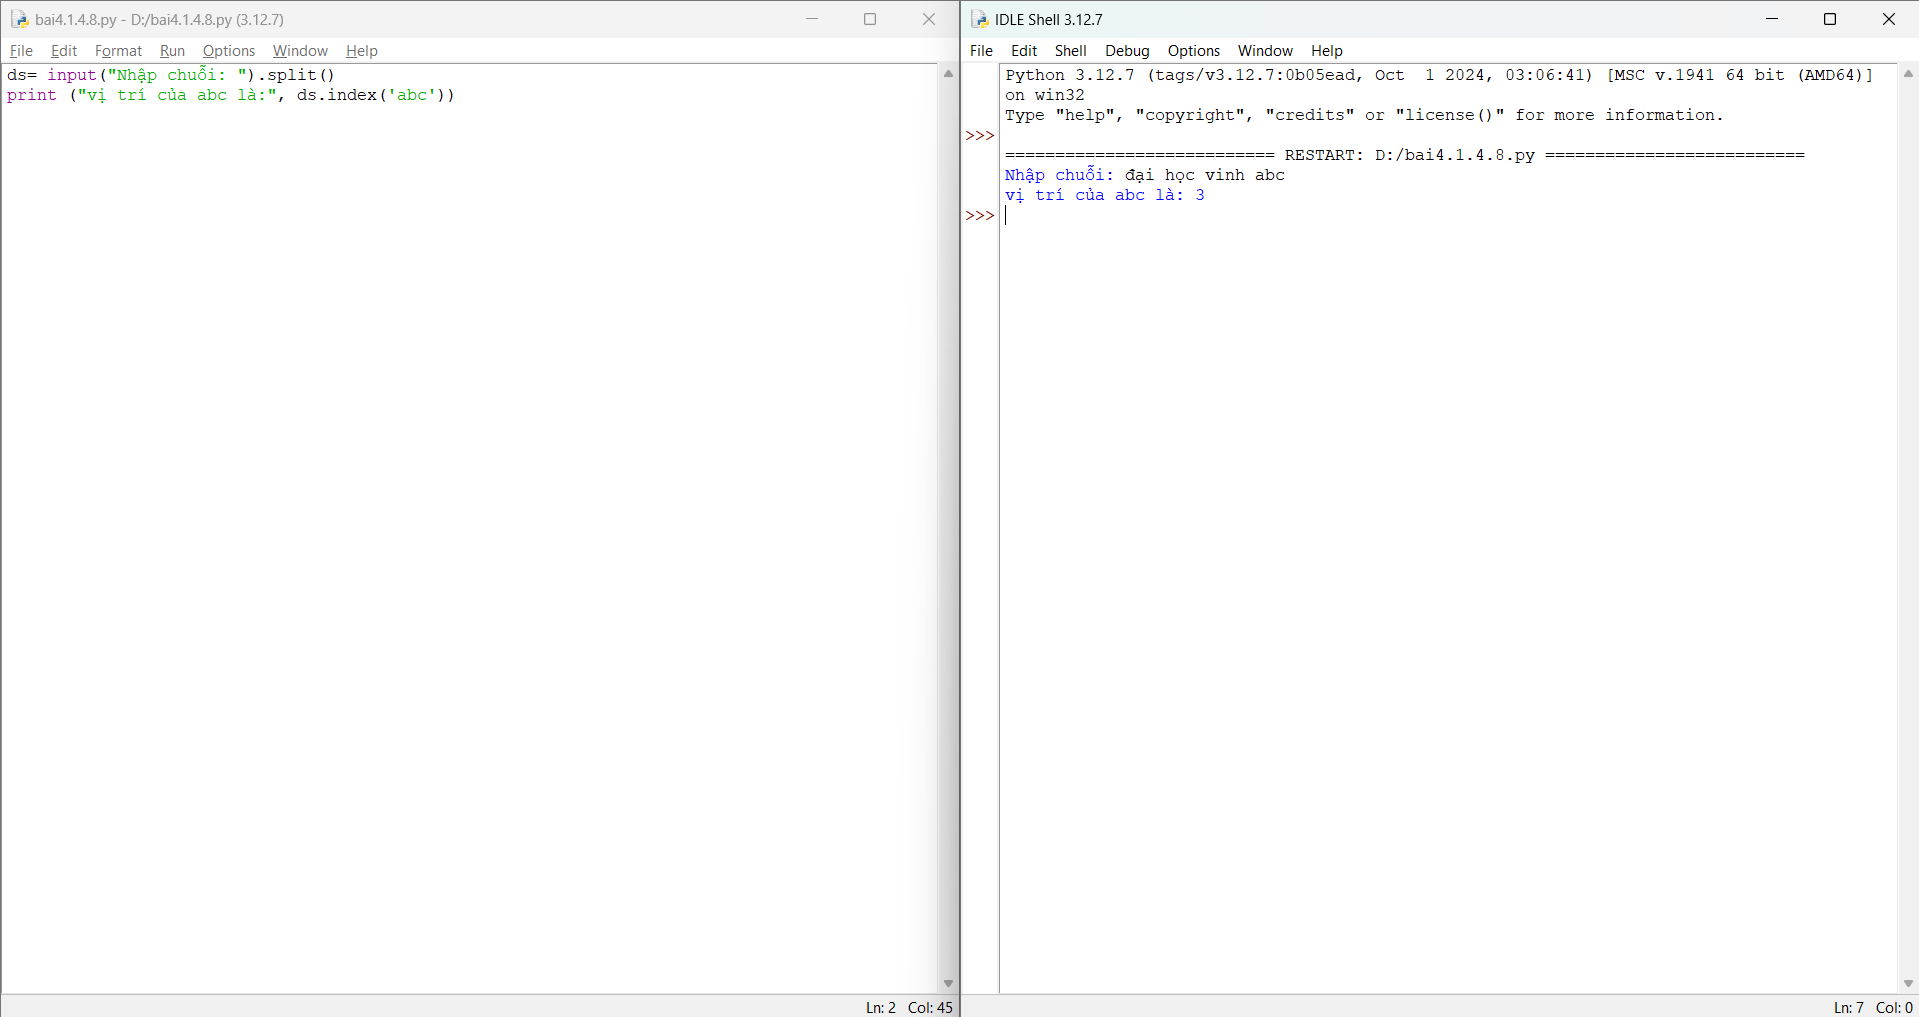 bai4.1.4.8.py - D:/bai4.1.4.8.py (3.12.7)
File Edit Format Run Options Window Help
ds= input("Nhập chuỗi: ").split()
print ("vị trí của abc là:", ds.index('abc'))
Ln: 2 Col: 45
IDLE Shell 3.12.7
File Edit Shell Debug Options Window Help
Python 3.12.7 (tags/v3.12.7:0b05ead, Oct  1 2024, 03:06:41) [MSC v.1941 64 bit (AMD64)]
on win32
Type "help", "copyright", "credits" or "license()" for more information.
>>>
=========================== RESTART: D:/bai4.1.4.8.py ==========================
Nhập chuỗi: đại học vinh abc
vị trí của abc là: 3
>>>
Ln: 7 Col: 0